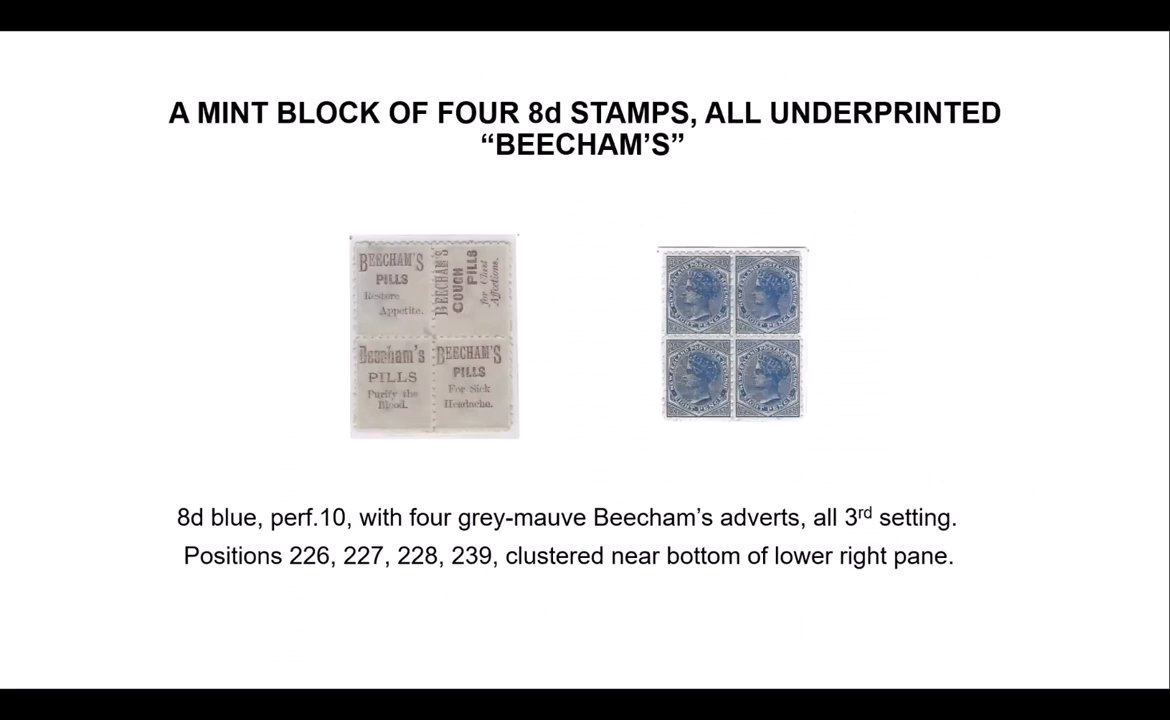 A MINT BLOCK OF FOUR 8d STAMPS, ALL UNDERPRINTED
“BEECHAM’S”
BEECHAM'S
PILLS
Restore
Appetite.
BEECHAM'S
COUGH
PILLS
for Chest
Affections.
Beecham's
PILLS
Purify the
Blood.
BEECHAM'S
PILLS
For Sick
Headache.
8d blue, perf.10, with four grey-mauve Beecham’s adverts, all 3rd setting.
Positions 226, 227, 228, 239, clustered near bottom of lower right pane.